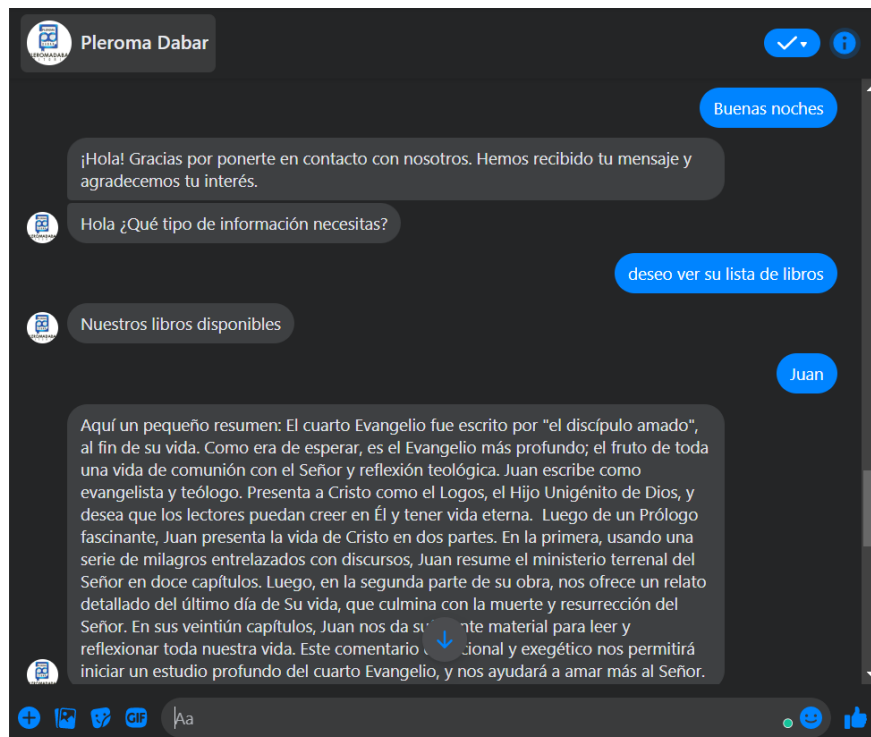 Pleroma Dabar
Buenas noches
¡Hola! Gracias por ponerte en contacto con nosotros. Hemos recibido tu mensaje y
agradecemos tu interés.
Hola ¿Qué tipo de información necesitas?
deseo ver su lista de libros
Nuestros libros disponibles
Juan
Aquí un pequeño resumen: El cuarto Evangelio fue escrito por "el discípulo amado",
al fin de su vida. Como era de esperar, es el Evangelio más profundo; el fruto de toda
una vida de comunión con el Señor y reflexión teológica. Juan escribe como
evangelista y teólogo. Presenta a Cristo como el Logos, el Hijo Unigénito de Dios, y
desea que los lectores puedan creer en Él y tener vida eterna. Luego de un Prólogo
fascinante, Juan presenta la vida de Cristo en dos partes. En la primera, usando una
serie de milagros entrelazados con discursos, Juan resume el ministerio terrenal del
Señor en doce capítulos. Luego, en la segunda parte de su obra, nos ofrece un relato
detallado del último día de Su vida, que culmina con la muerte y resurrección del
Señor. En sus veintiún capítulos, Juan nos da material para leer y
reflexionar toda nuestra vida. Este comentario y exegético nos permitirá
iniciar un estudio profundo del cuarto Evangelio, y nos ayudará a amar más al Señor.
GIF
Aa